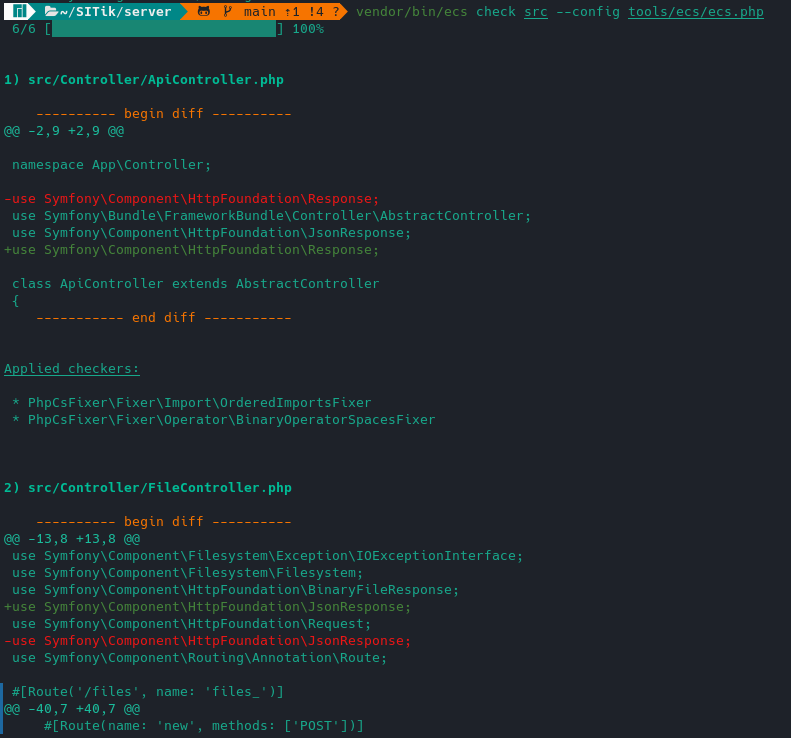 ~/SITik/server main ↑1 !4 ? vendor/bin/ecs check src --config tools/ecs/ecs.php
6/6 [ ] 100%
1) src/Controller/ApiController.php
---------- begin diff ----------
@@ -2,9 +2,9 @@
namespace App\Controller;
-use Symfony\Component\HttpFoundation\Response;
use Symfony\Bundle\FrameworkBundle\Controller\AbstractController;
use Symfony\Component\HttpFoundation\JsonResponse;
+use Symfony\Component\HttpFoundation\Response;
class ApiController extends AbstractController
{
----------- end diff -----------
Applied checkers:
* PhpCsFixer\Fixer\Import\OrderedImportsFixer
* PhpCsFixer\Fixer\Operator\BinaryOperatorSpacesFixer
2) src/Controller/FileController.php
---------- begin diff ----------
@@ -13,8 +13,8 @@
use Symfony\Component\Filesystem\Exception\IOExceptionInterface;
use Symfony\Component\Filesystem\Filesystem;
use Symfony\Component\HttpFoundation\BinaryFileResponse;
+use Symfony\Component\HttpFoundation\JsonResponse;
use Symfony\Component\HttpFoundation\Request;
-use Symfony\Component\HttpFoundation\JsonResponse;
use Symfony\Component\Routing\Annotation\Route;
#[Route('/files', name: 'files_')]
@@ -40,7 +40,7 @@
#[Route(name: 'new', methods: ['POST'])]